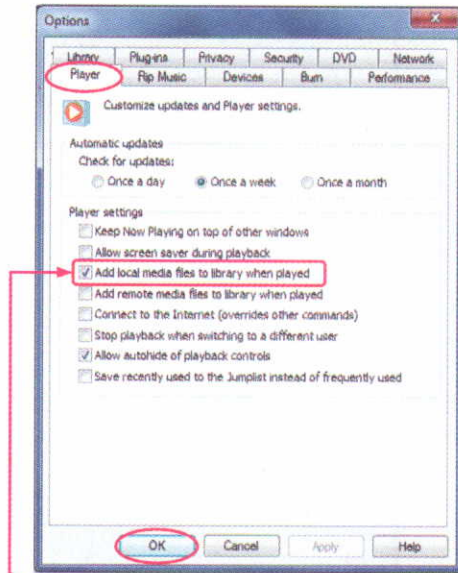 Options
Library Plug-ins Privacy Security DVD Network
Player Rip Music Devices Burn Performance
Customize updates and Player settings.
Automatic updates
Check for updates:
Once a day Once a week Once a month
Player settings
Keep Now Playing on top of other windows
Allow screen saver during playback
Add local media files to library when played
Add remote media files to library when played
Connect to the Internet (overrides other commands)
Stop playback when switching to a different user
Allow autohide of playback controls
Save recently used to the Jumplist instead of frequently used
OK Cancel Apply Help